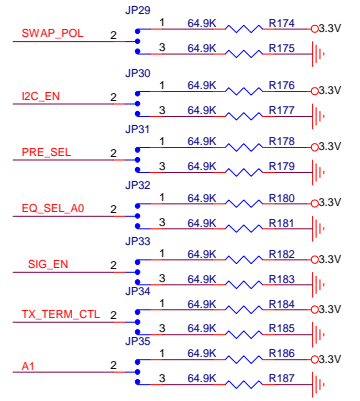 JP29
1 64.9K R174 3.3V
SWAP_POL 2
3 64.9K R175
JP30
1 64.9K R176 3.3V
I2C_EN 2
3 64.9K R177
JP31
1 64.9K R178 3.3V
PRE_SEL 2
3 64.9K R179
JP32
1 64.9K R180 3.3V
EQ_SEL_A0 2
3 64.9K R181
JP33
1 64.9K R182 3.3V
SIG_EN 2
3 64.9K R183
JP34
1 64.9K R184 3.3V
TX_TERM_CTL 2
3 64.9K R185
JP35
1 64.9K R186 3.3V
A1 2
3 64.9K R187